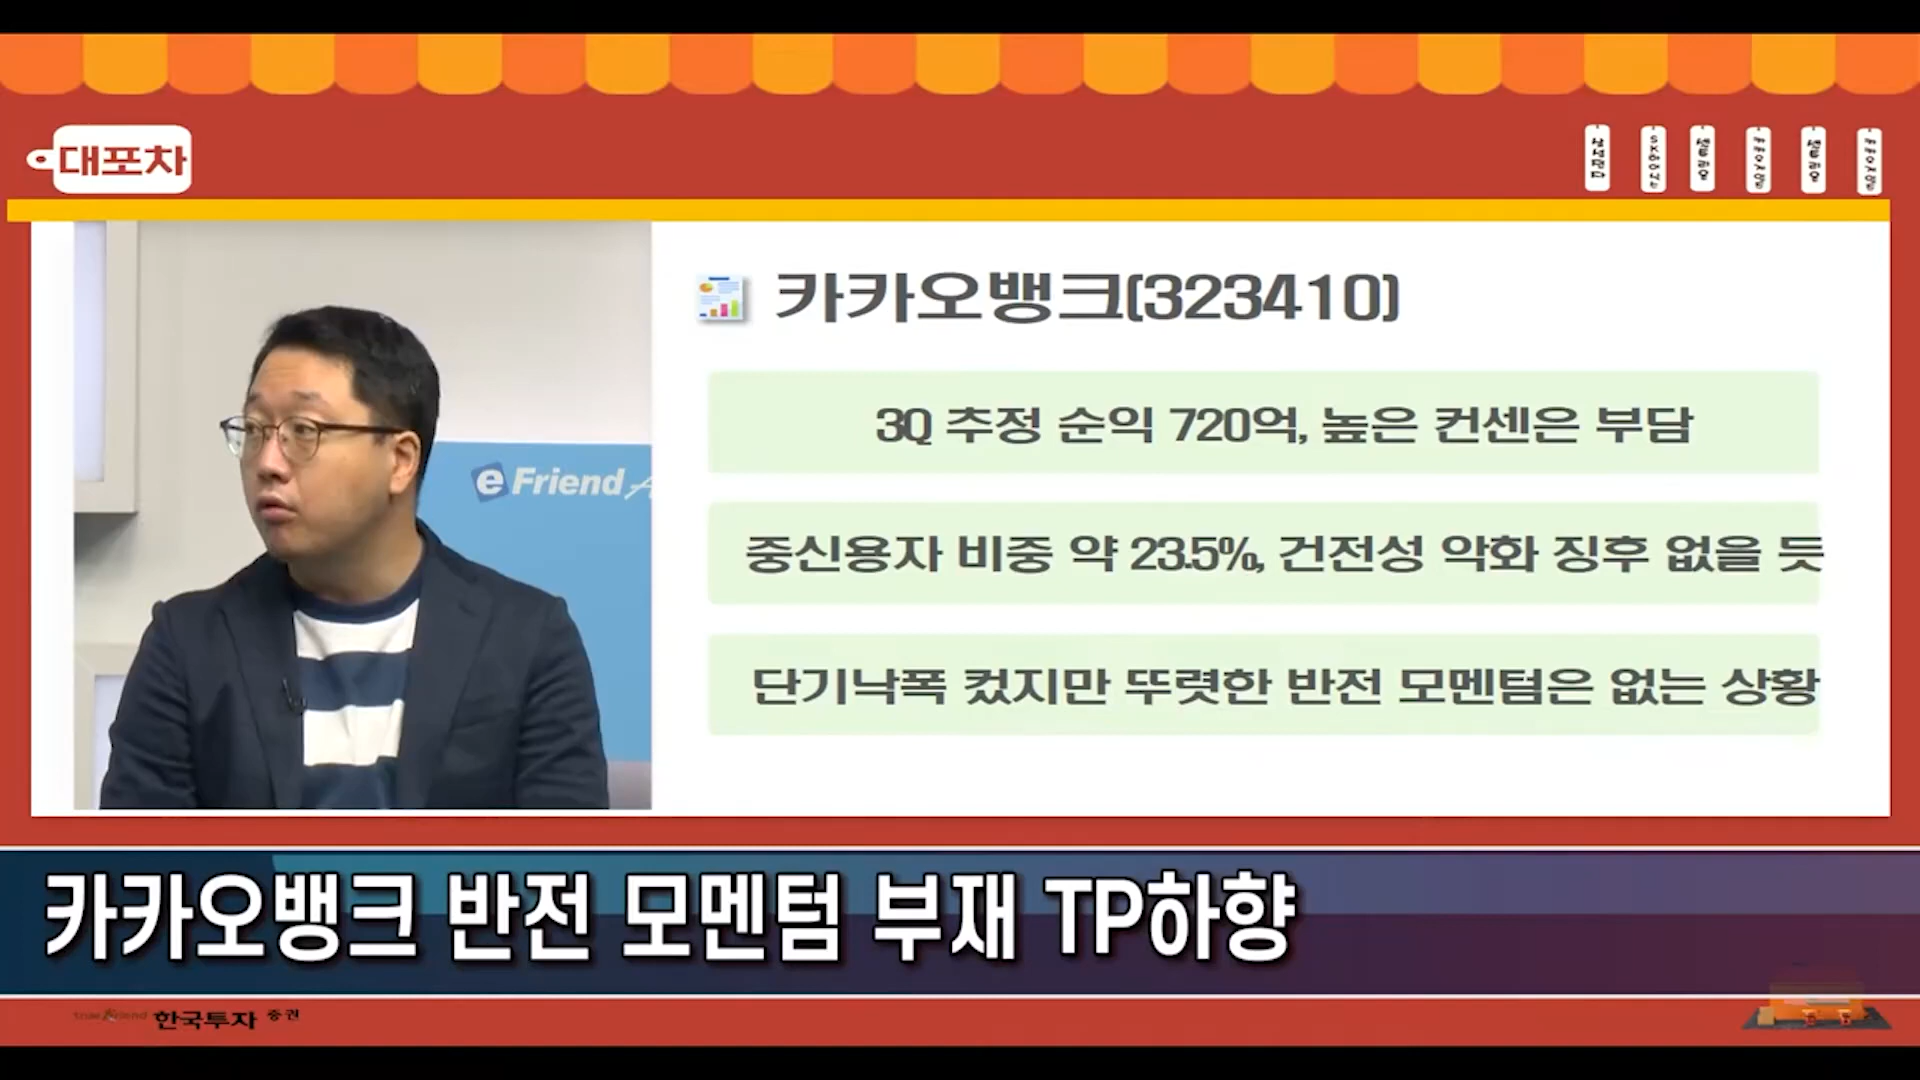 대포차
카카오뱅크(323410)
3Q 추정 순익 720억, 높은 컨센은 부담
중신용자 비중 약 23.5%, 건전성 악화 징후 없을 듯
단기낙폭 컸지만 뚜렷한 반전 모멘텀은 없는 상황
e Friend
카카오뱅크 반전 모멘텀 부재 TP하향
true friend 한국투자 증권